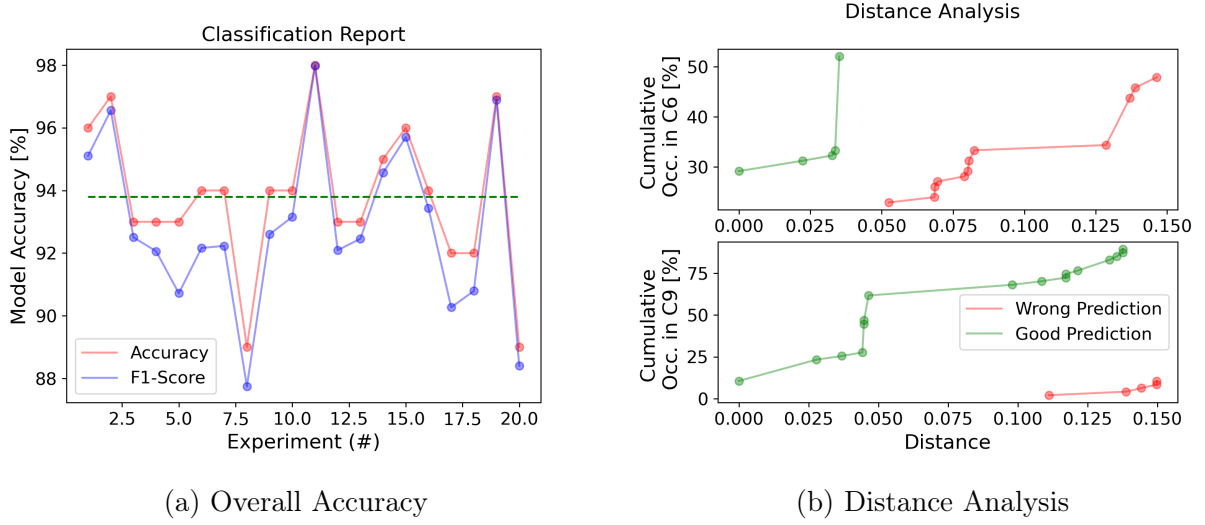 Classification Report
Model Accuracy [%]
98
96
94
92
90
88
Accuracy
F1-Score
2.5 5.0 7.5 10.0 12.5 15.0 17.5 20.0
Experiment (#)
(a) Overall Accuracy
Distance Analysis
Cumulative
Occ. in C6 [%]
50
40
30
0.000 0.025 0.050 0.075 0.100 0.125 0.150
Cumulative
Occ. in C9 [%]
75
50
25
0
Wrong Prediction
Good Prediction
0.000 0.025 0.050 0.075 0.100 0.125 0.150
Distance
(b) Distance Analysis